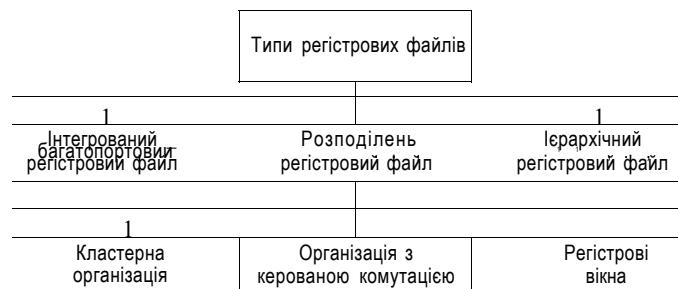 Типи регістрових файлів
1
1
Інтегрований
багатопортовий
регістровий файл
Розподілень
регістровий файл
Ієрархічний
регістровий файл
1
Кластерна
організація
Організація з
керованою комутацією
Регістрові
вікна